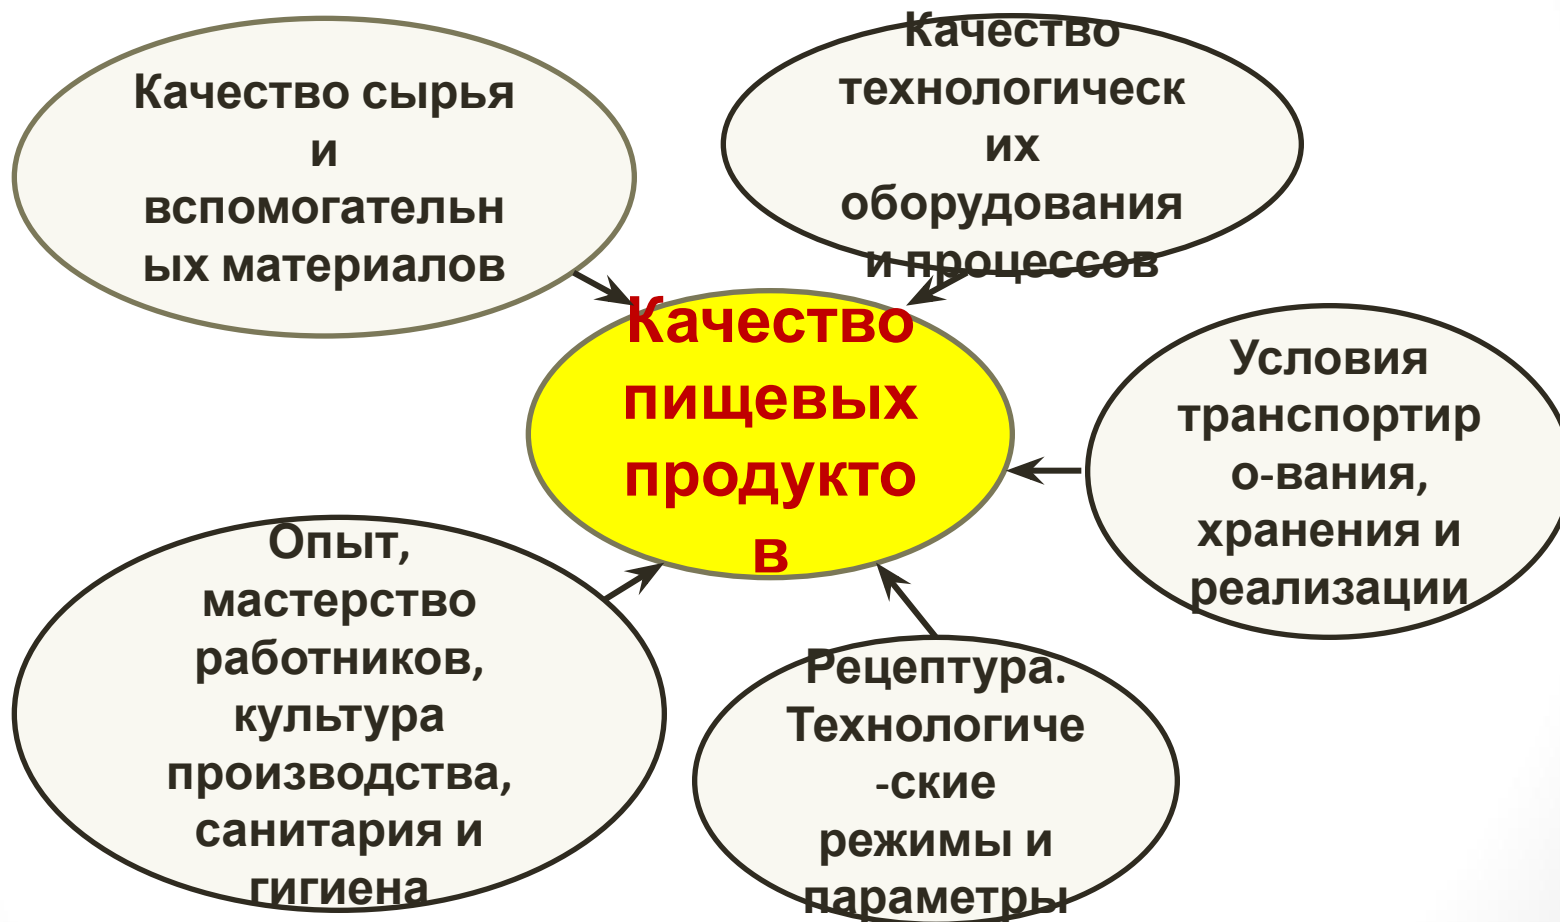 Качество сырья
и
вспомогательн
ых материалов
Качество
технологическ
их
оборудования
и процессов
Качество
пищевых
продукто
в
Условия
транспортир
о-вания,
хранения и
реализации
Опыт,
мастерство
работников,
культура
производства,
санитария и
гигиена
Рецептура.
Технологиче
-ские
режимы и
параметры